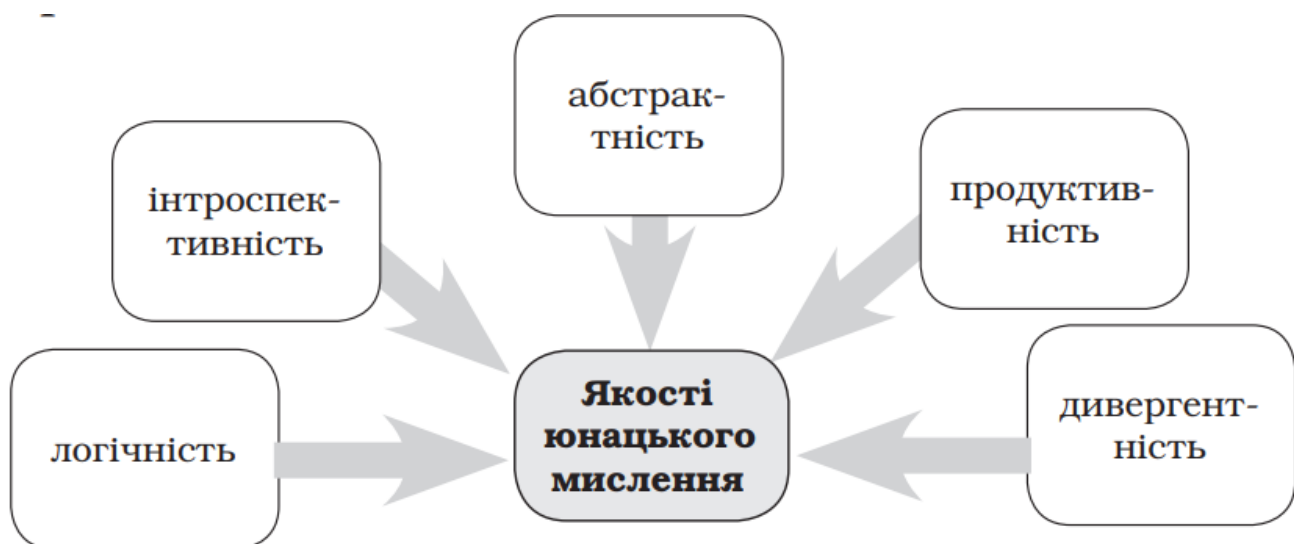 абстрак-
тність
інтроспек-
тивність
продуктив-
ність
логічність
Якості
юнацького
мислення
дивергент-
ність